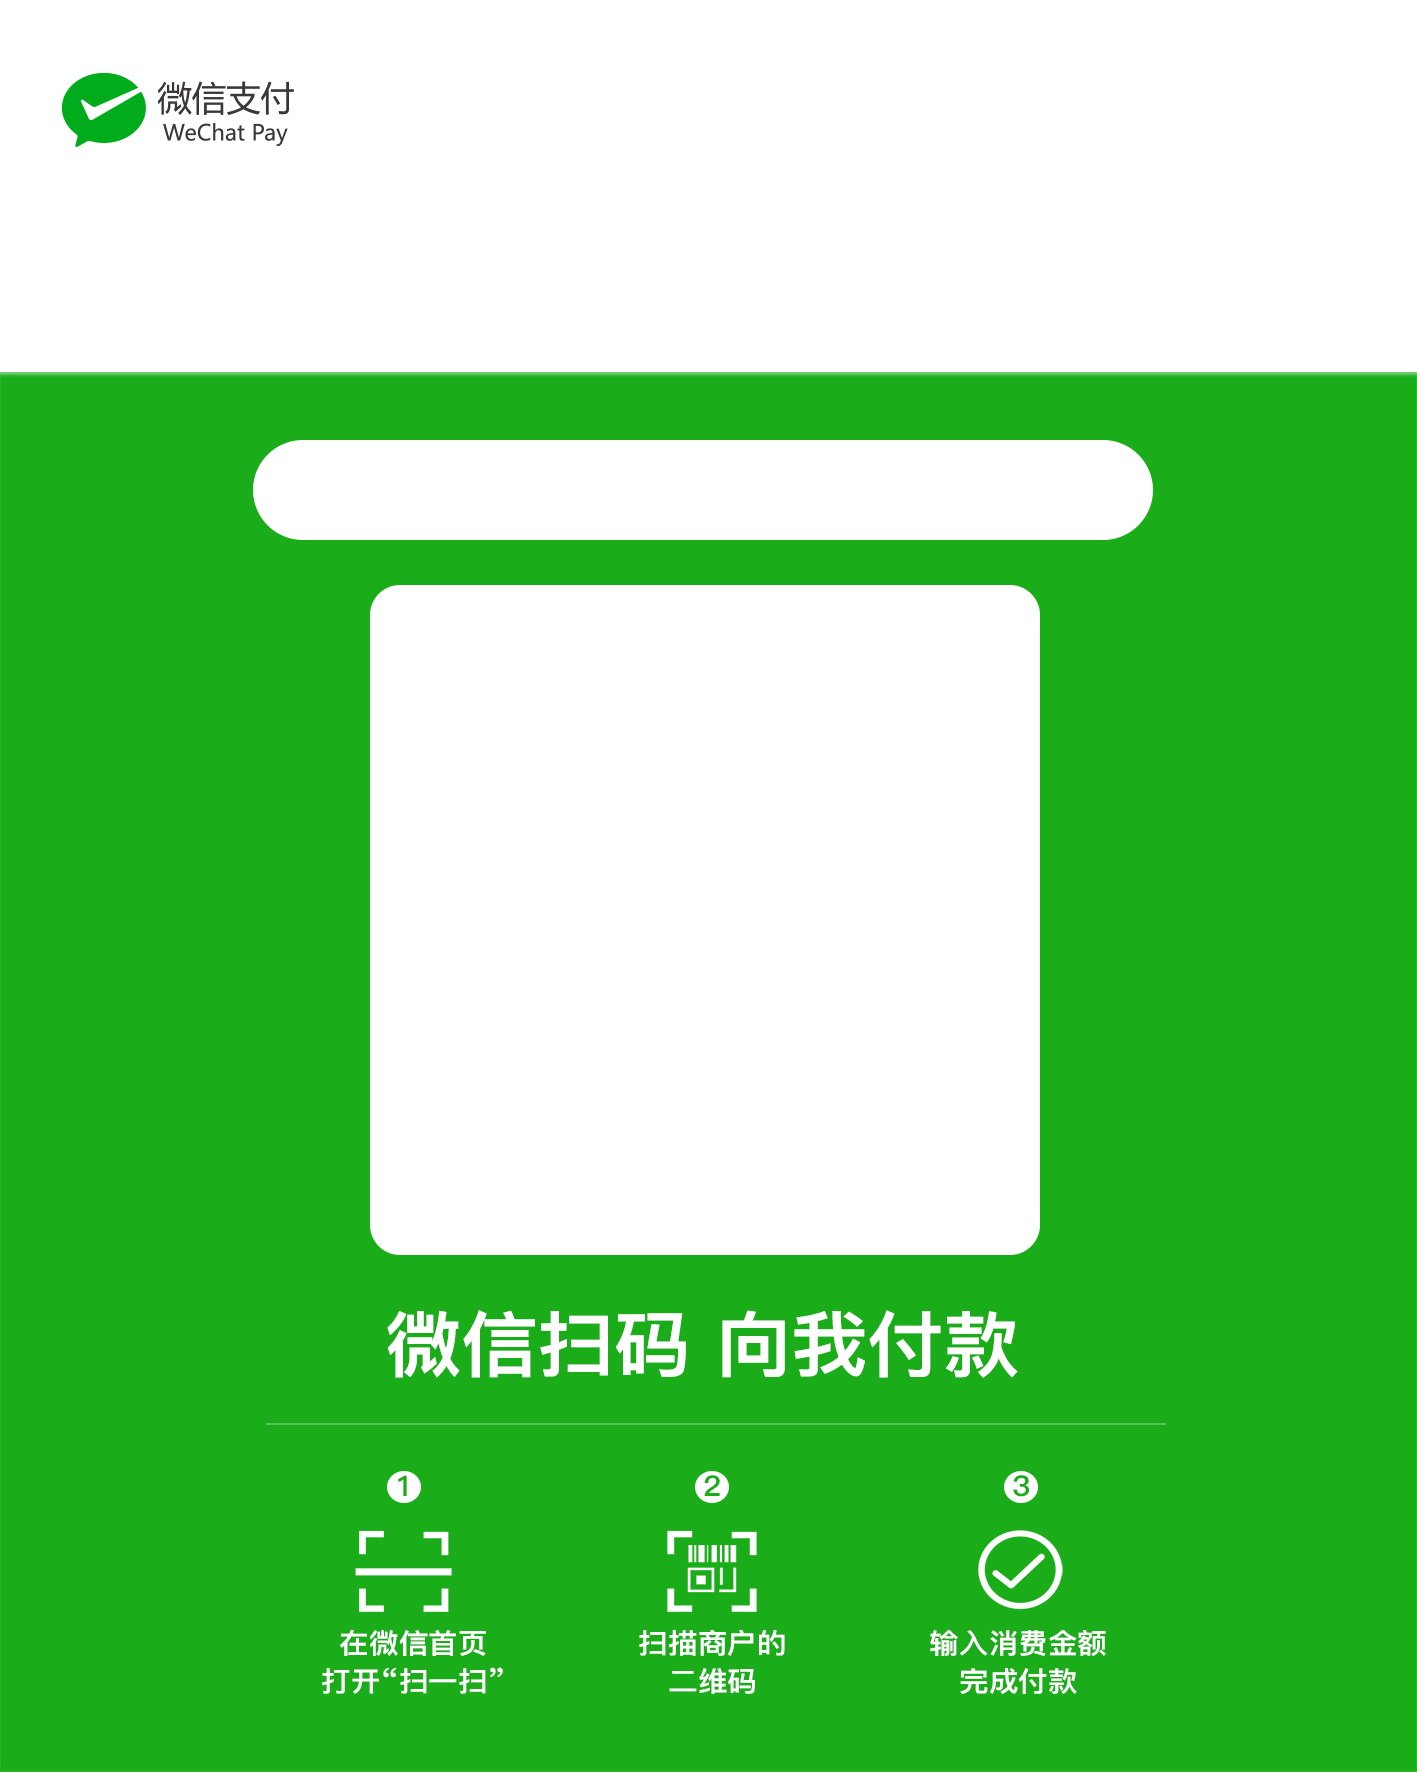 微信支付
WeChat Pay
微信扫码 向我付款
1
2
3
在微信首页
打开“扫一扫”
扫描商户的
二维码
输入消费金额
完成付款